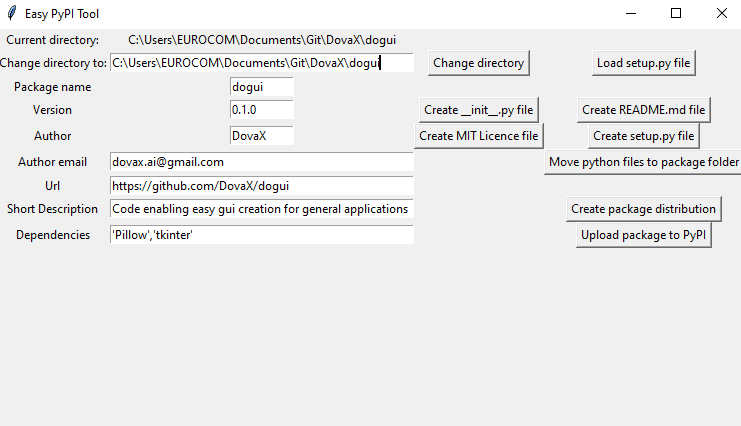 Easy PyPI Tool
Current directory: C:\Users\EUROCOM\Documents\Git\DovaX\dogui
Change directory to: C:\Users\EUROCOM\Documents\Git\DovaX\dogui Change directory Load setup.py file
Package name dogui
Version 0.1.0 Create __init__.py file Create README.md file
Author DovaX Create MIT Licence file Create setup.py file
Author email dovax.ai@gmail.com Move python files to package folder
Url https://github.com/DovaX/dogui
Short Description Code enabling easy gui creation for general applications Create package distribution
Dependencies 'Pillow','tkinter' Upload package to PyPI